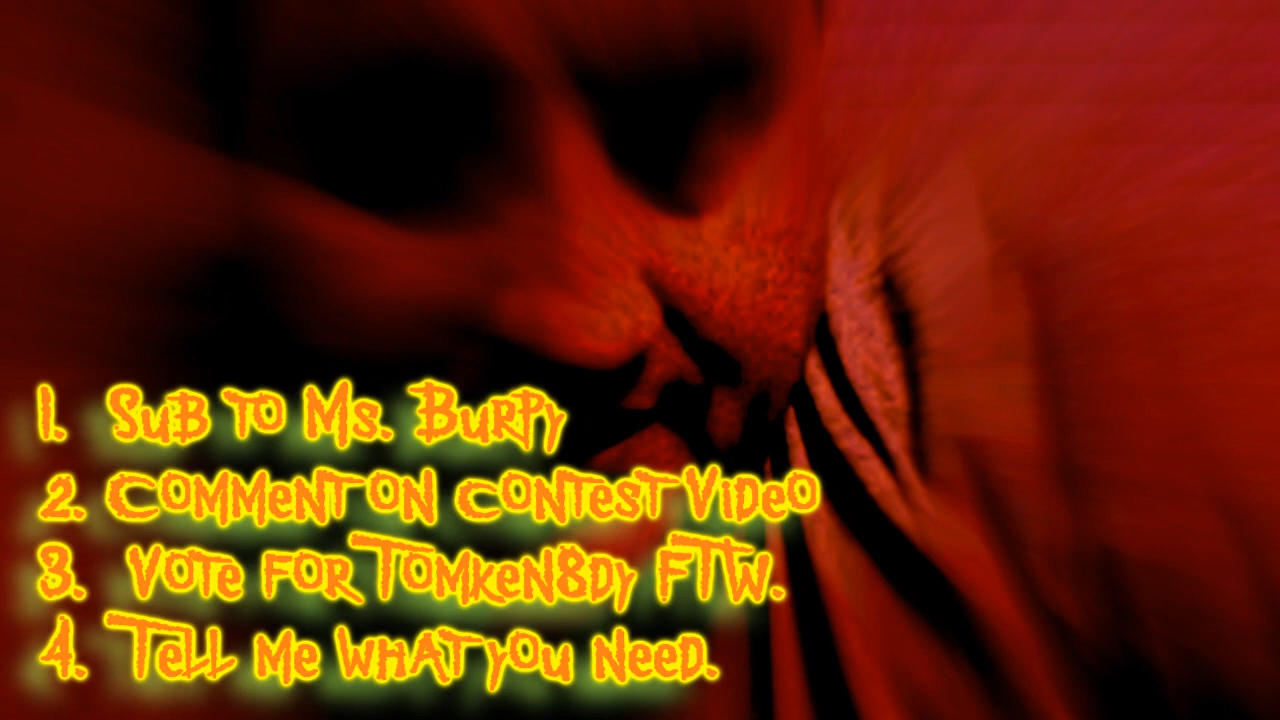 1. Sub to Ms. Burpy
2. Comment on contest video
3. Vote for Tomken8dy FTW.
4. Tell me what you need.